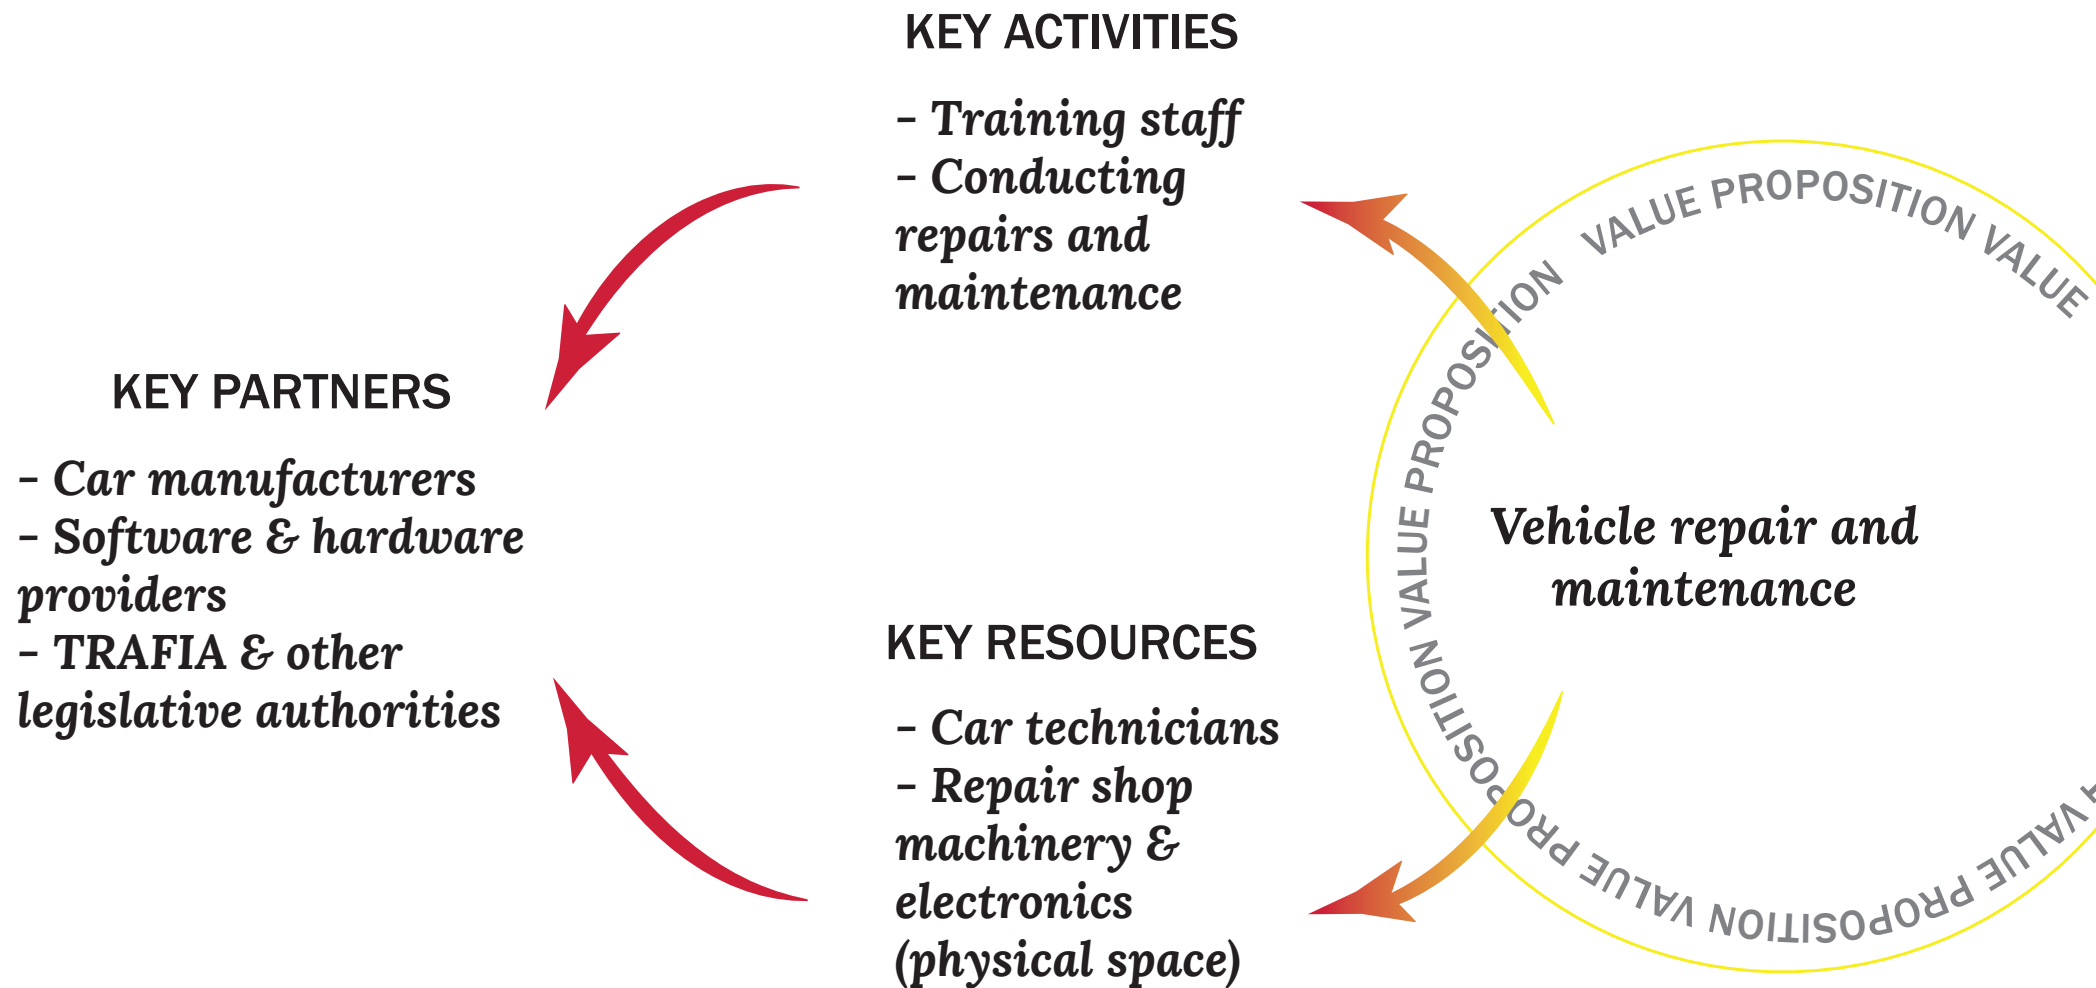 KEY ACTIVITIES
- Training staff
- Conducting
repairs and
maintenance
KEY PARTNERS
- Car manufacturers
- Software & hardware
providers
- TRAFIA & other
legislative authorities
KEY RESOURCES
- Car technicians
- Repair shop
machinery &
electronics
(physical space)
VALUE PROPOSITION VALUE
VALUE PROPOSITION VALUE PROPOSITION VALUE PROPOSITION VALUE PROPOSITION
Vehicle repair and
maintenance